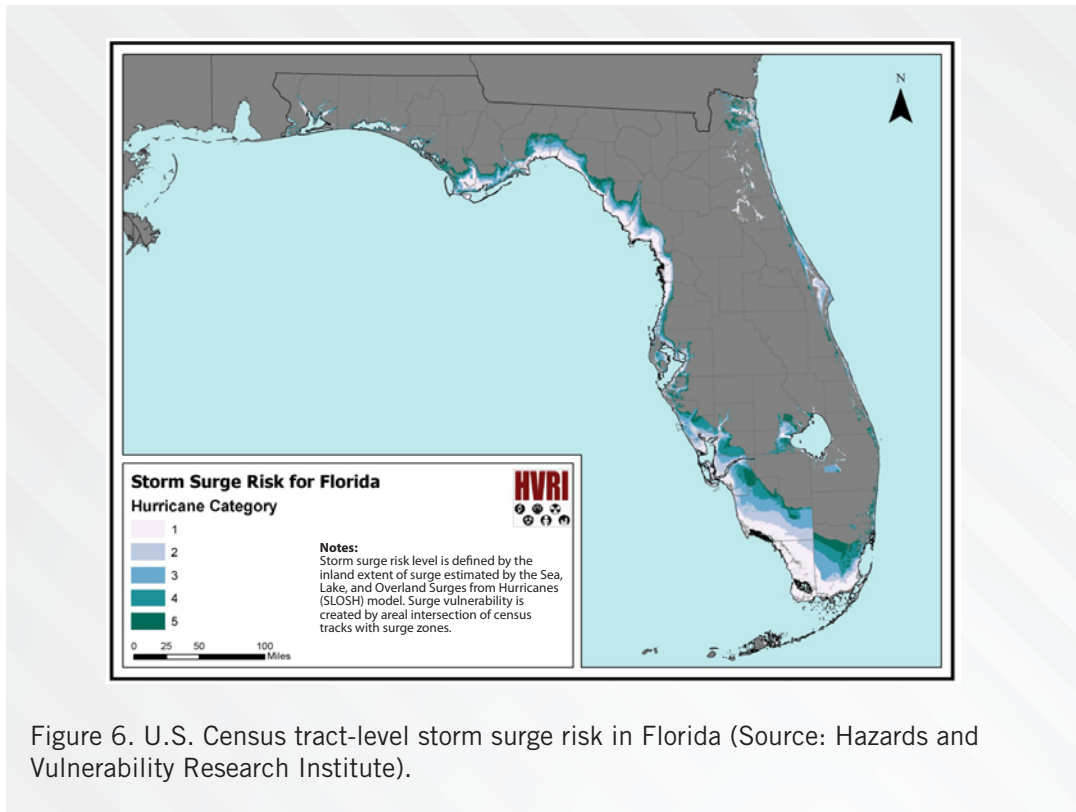 N
Storm Surge Risk for Florida
Hurricane Category
1
2
3
4
5
HVRI
Notes:
Storm surge risk level is defined by the
inland extent of surge estimated by the Sea,
Lake, and Overland Surges from Hurricanes
(SLOSH) model. Surge vulnerability is
created by areal intersection of census
tracks with surge zones.
0 25 50 100
Miles
Figure 6. U.S. Census tract-level storm surge risk in Florida (Source: Hazards and
Vulnerability Research Institute).